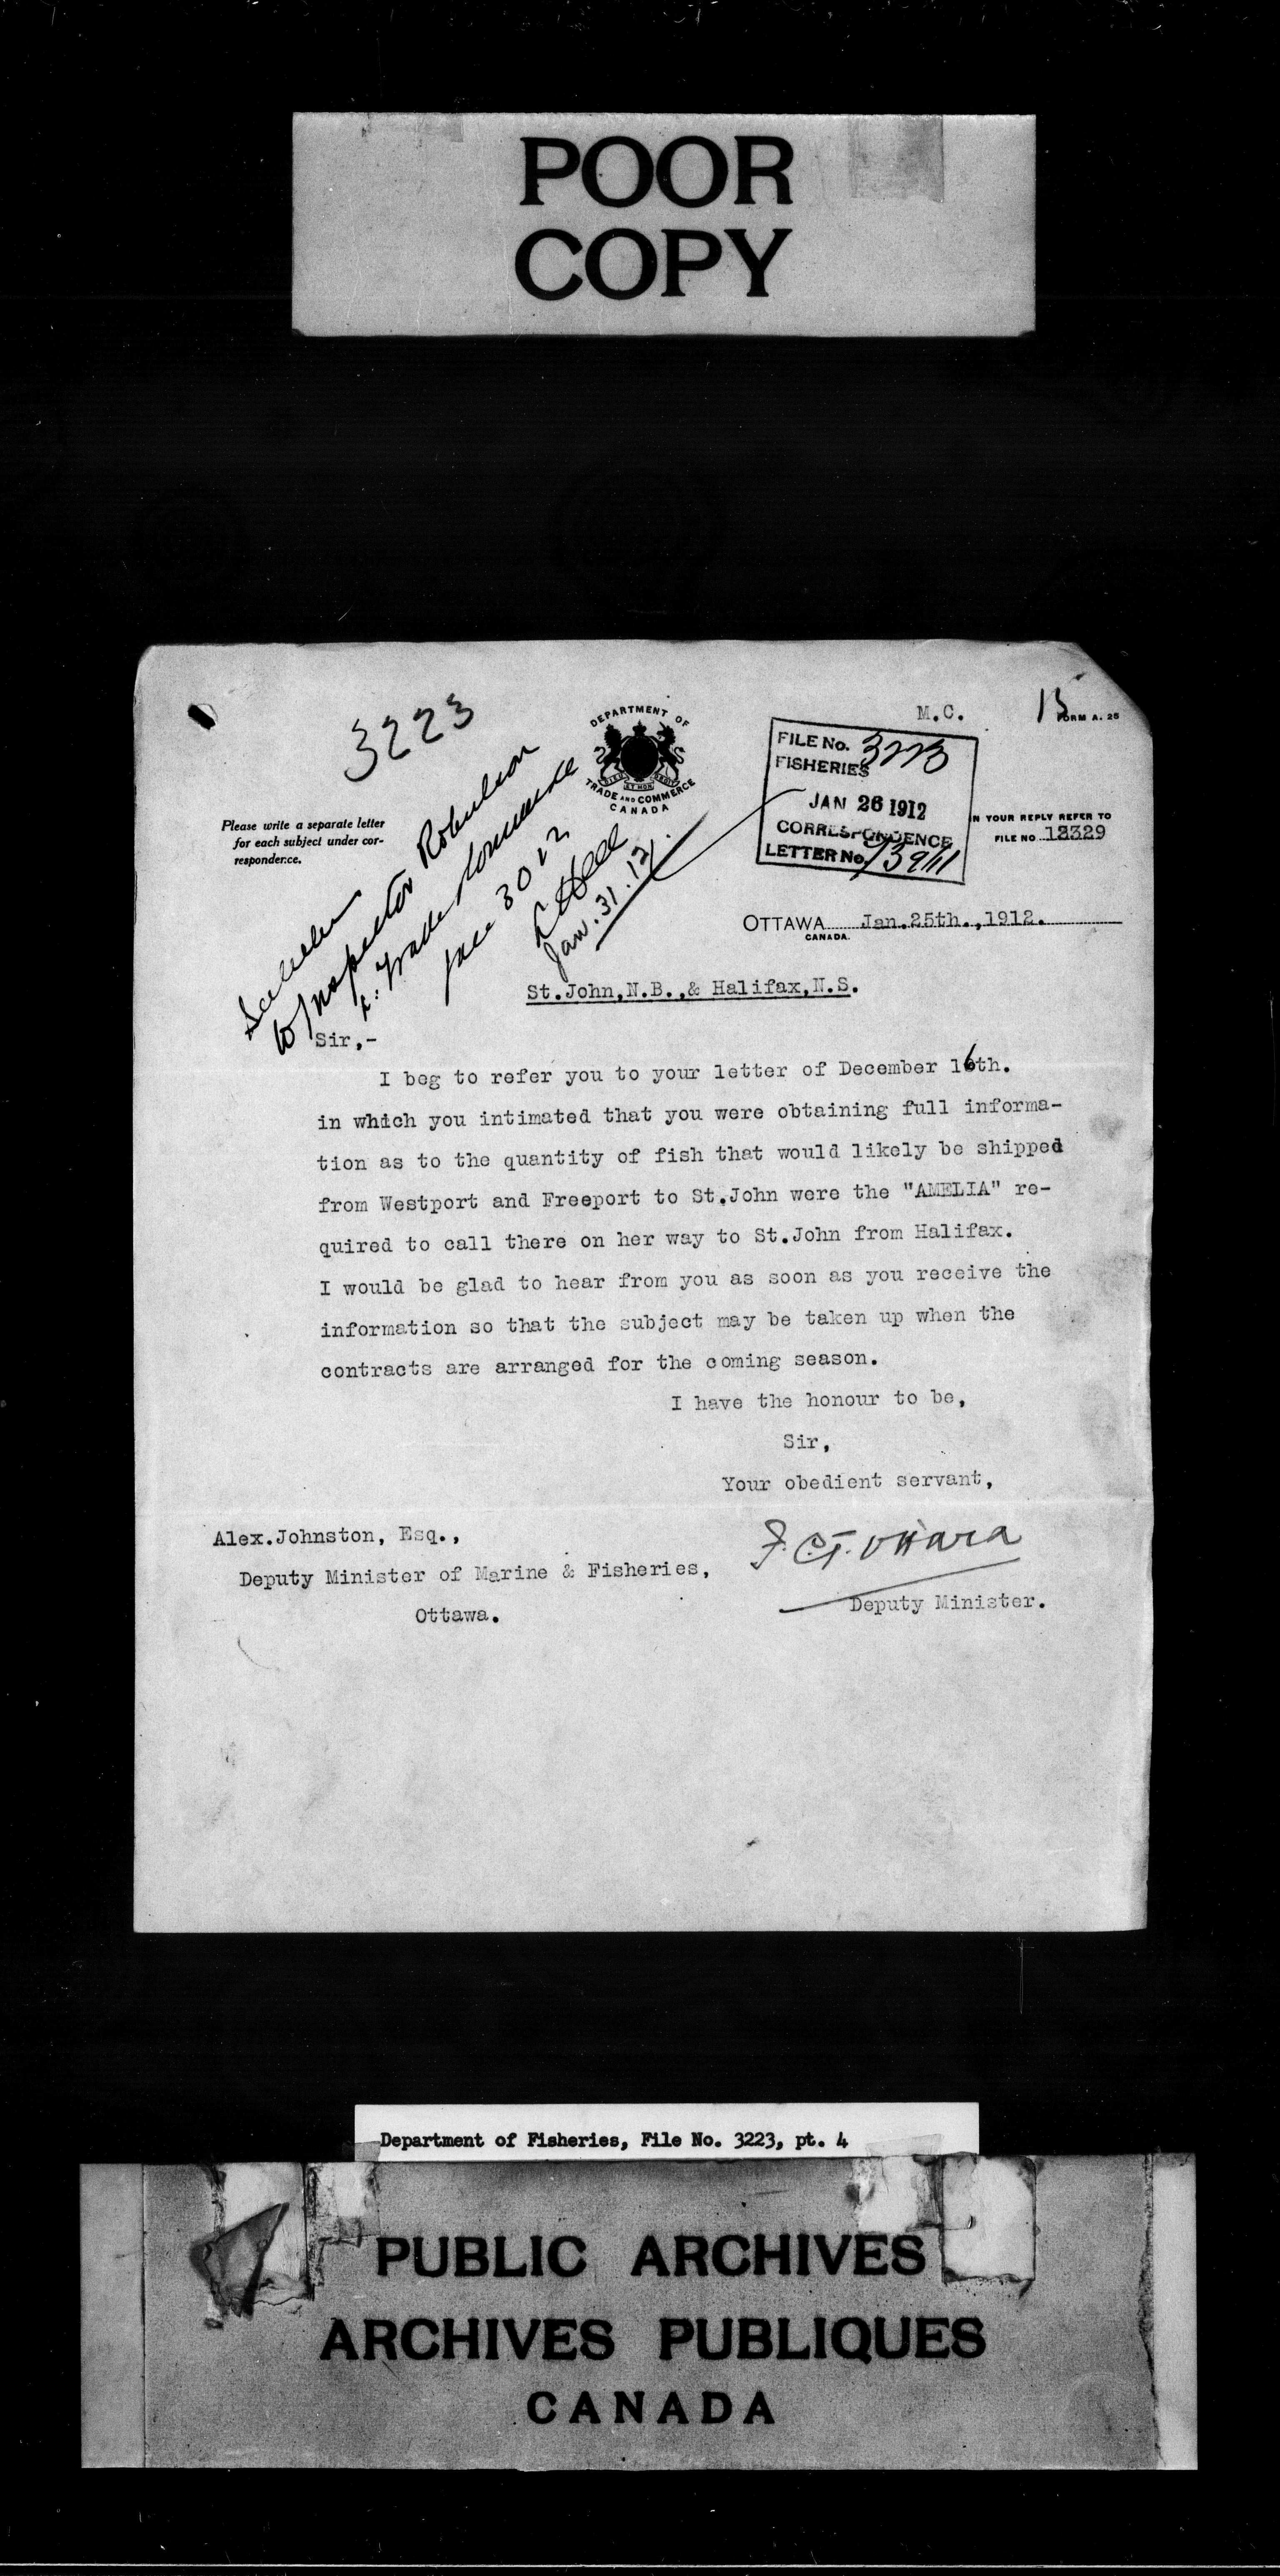 POOR
COPY
3223
M.C.
15
FORM A. 25
DEPARTMENT OF
TRADE AND COMMERCE
CANADA
FILE No. 3223
FISHERIES
JAN 26 1912
CORRESPONDENCE
LETTER No.
Please write a separate letter
for each subject under cor-
respondence.
IN YOUR REPLY REFER TO
FILE NO. 12329
Inspector Robertson
Trade & Commerce
30 12
Jan. 31. 12.
OTTAWA Jan.25th.,1912.
CANADA.
St.John,N.B.,& Halifax,N.S.
Sir,-
I beg to refer you to your letter of December 16th.
in which you intimated that you were obtaining full informa-
tion as to the quantity of fish that would likely be shipped
from Westport and Freeport to St.John were the "AMELIA" re-
quired to call there on her way to St.John from Halifax.
I would be glad to hear from you as soon as you receive the
information so that the subject may be taken up when the
contracts are arranged for the coming season.
I have the honour to be,
Sir,
Your obedient servant,
Alex.Johnston, Esq.,
F.C.T. O'Hara
Deputy Minister of Marine & Fisheries,
Deputy Minister.
Ottawa.
Department of Fisheries, File No. 3223, pt. 4
PUBLIC ARCHIVES
ARCHIVES PUBLIQUES
CANADA